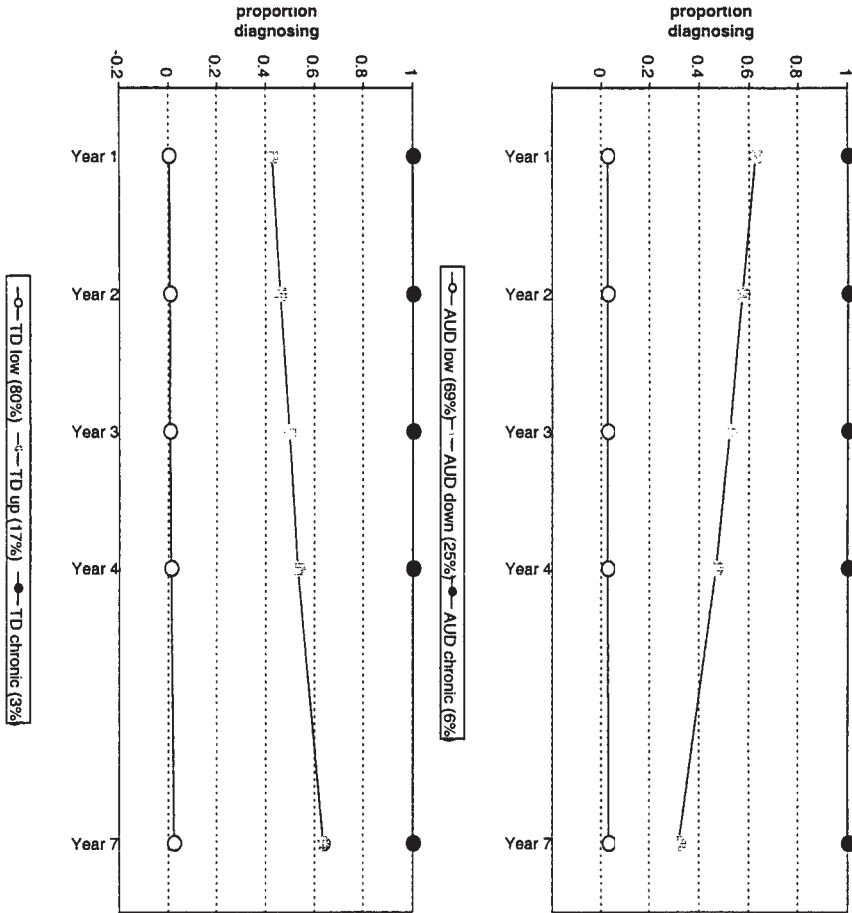 proportion
diagnosing
-0.2
0
0.2
0.4
0.6
0.8
1
Year 1
Year 2
Year 3
Year 4
Year 7
TD low (80%) TD up (17%) TD chronic (3%)
proportion
diagnosing
0
0.2
0.4
0.6
0.8
1
Year 1
Year 2
Year 3
Year 4
Year 7
AUD low (69%) AUD down (25%) AUD chronic (6%)